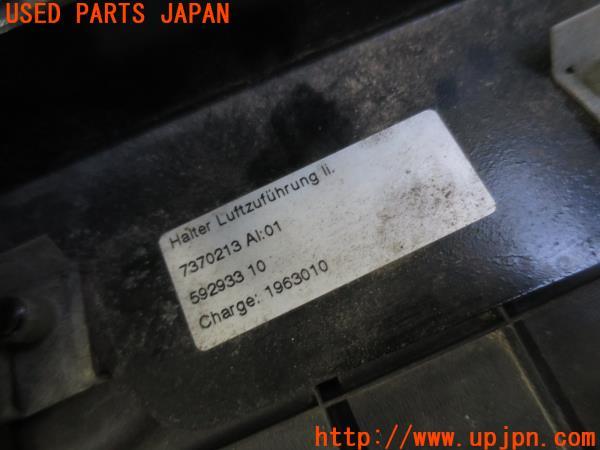 USED PARTS JAPAN
Halter Luftzuführung li.
7370213 AI:01
592933 10
Charge: 1963010
http://www.upjpn.com